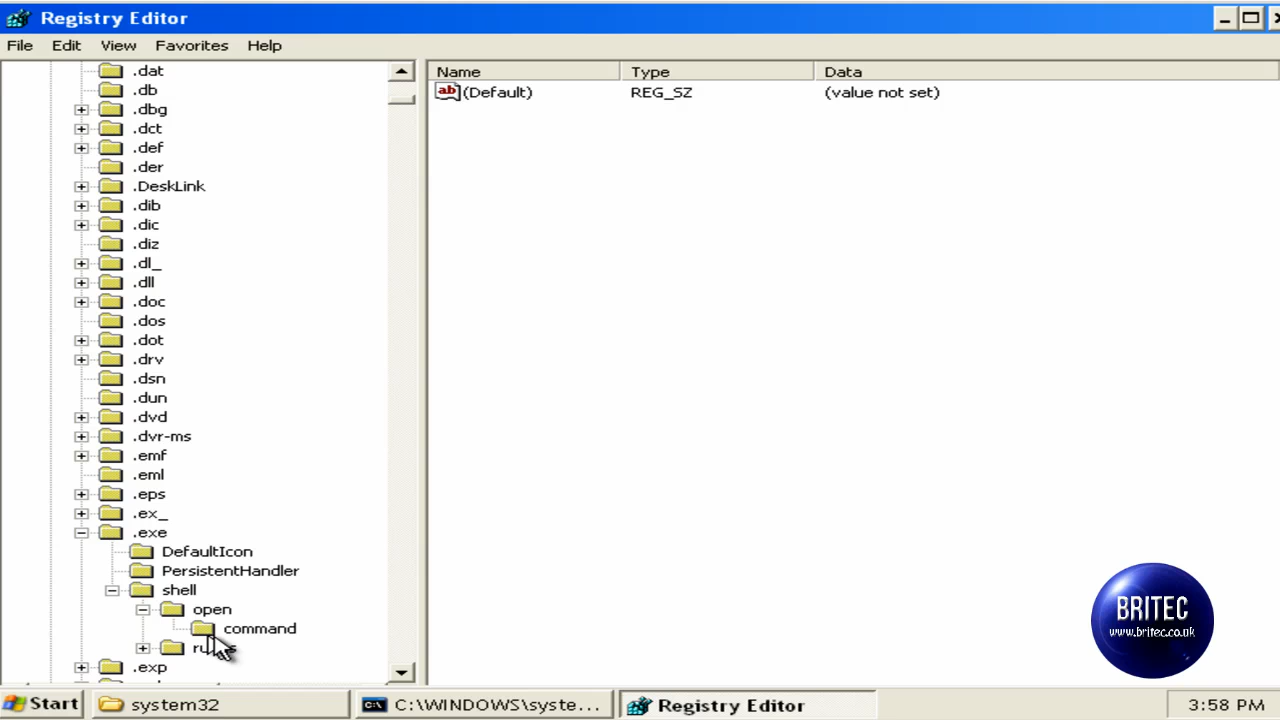 Registry Editor
File Edit View Favorites Help
Name Type Data
(Default) REG_SZ (value not set)
.dat
.db
.dbg
.dct
.def
.der
.DeskLink
.dib
.dic
.diz
.dl_
.dll
.doc
.dos
.dot
.drv
.dsn
.dun
.dvd
.dvr-ms
.emf
.eml
.eps
.ex_
.exe
DefaultIcon
PersistentHandler
shell
open
command
.exp
BRITEC
www.britec.co.uk
Start system32 C:\WINDOWS\syste... Registry Editor 3:58 PM